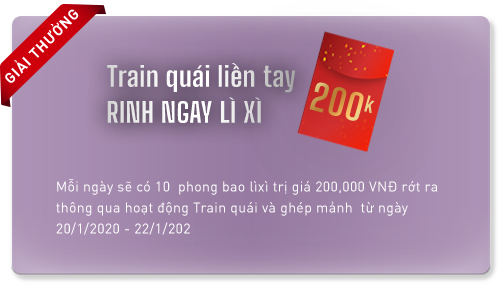 GIẢI THƯỞNG
Train quái liền tay
RINH NGAY LÌ XÌ
200k
Mỗi ngày sẽ có 10 phong bao lìxì trị giá 200,000 VNĐ rớt ra
thông qua hoạt động Train quái và ghép mảnh từ ngày
20/1/2020 - 22/1/202